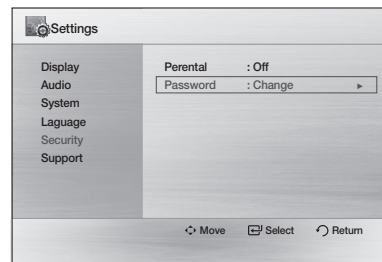 Settings
Display
Audio
System
Laguage
Security
Support
Perental : Off
Password : Change ►
Move Select Return